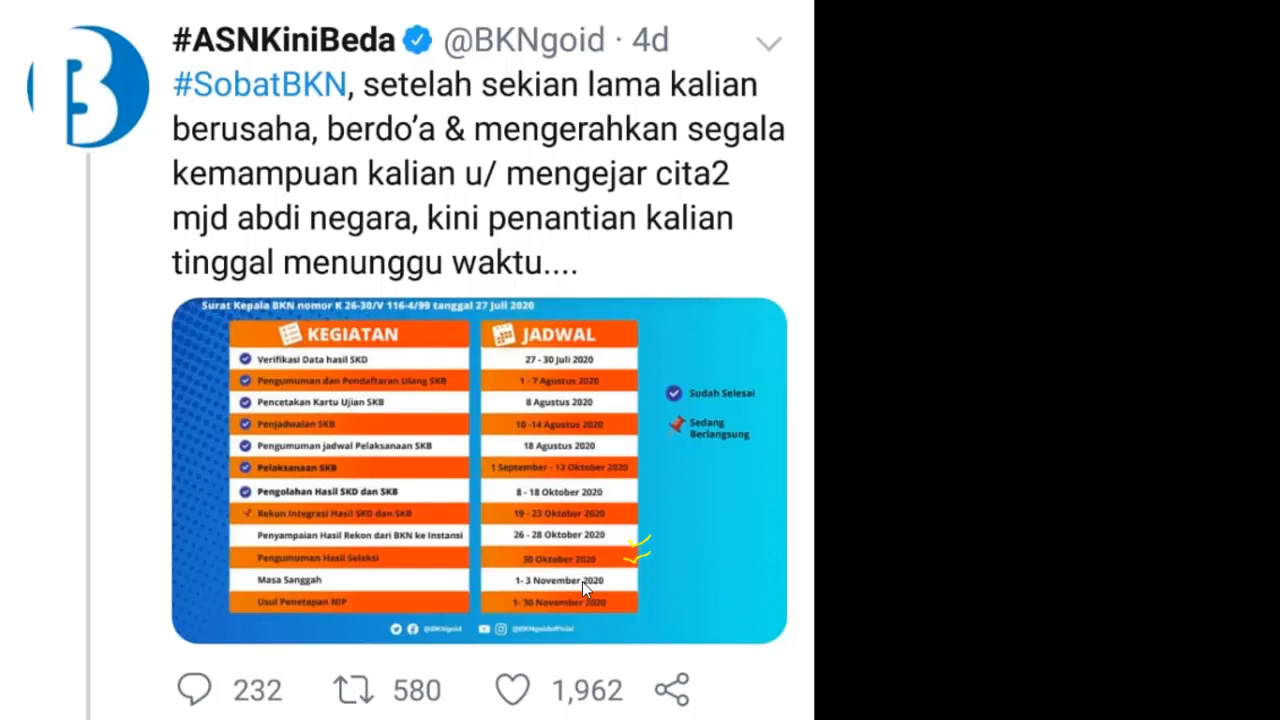 #ASNKiniBeda @BKNgoid · 4d
#SobatBKN, setelah sekian lama kalian
berusaha, berdo’a & mengerahkan segala
kemampuan kalian u/ mengejar cita2
mjd abdi negara, kini penantian kalian
tinggal menunggu waktu....
Surat Kepala BKN nomor K 26-30/V 116-4/99 tanggal 27 Juli 2020
KEGIATAN JADWAL
Verifikasi Data hasil SKD 27 - 30 Juli 2020
Pengumuman dan Pendaftaran Ulang SKB 1 - 7 Agustus 2020
Pencetakan Kartu Ujian SKB 8 Agustus 2020
Penjadwalan SKB 10 -14 Agustus 2020
Pengumuman jadwal Pelaksanaan SKB 18 Agustus 2020
Pelaksanaan SKB 1 September - 12 Oktober 2020
Pengolahan Hasil SKD dan SKB 8 - 18 Oktober 2020
Rekon Integrasi Hasil SKD dan SKB 19 - 23 Oktober 2020
Penyampaian Hasil Rekon dari BKN ke Instansi 26 - 28 Oktober 2020
Pengumuman Hasil Seleksi 30 Oktober 2020
Masa Sanggah 1- 3 November 2020
Usul Penetapan NIP 1- 30 November 2020
Sudah Selesai
Sedang
Berlangsung
@BKNgoid @BKNgoidofficial
232 580 1,962